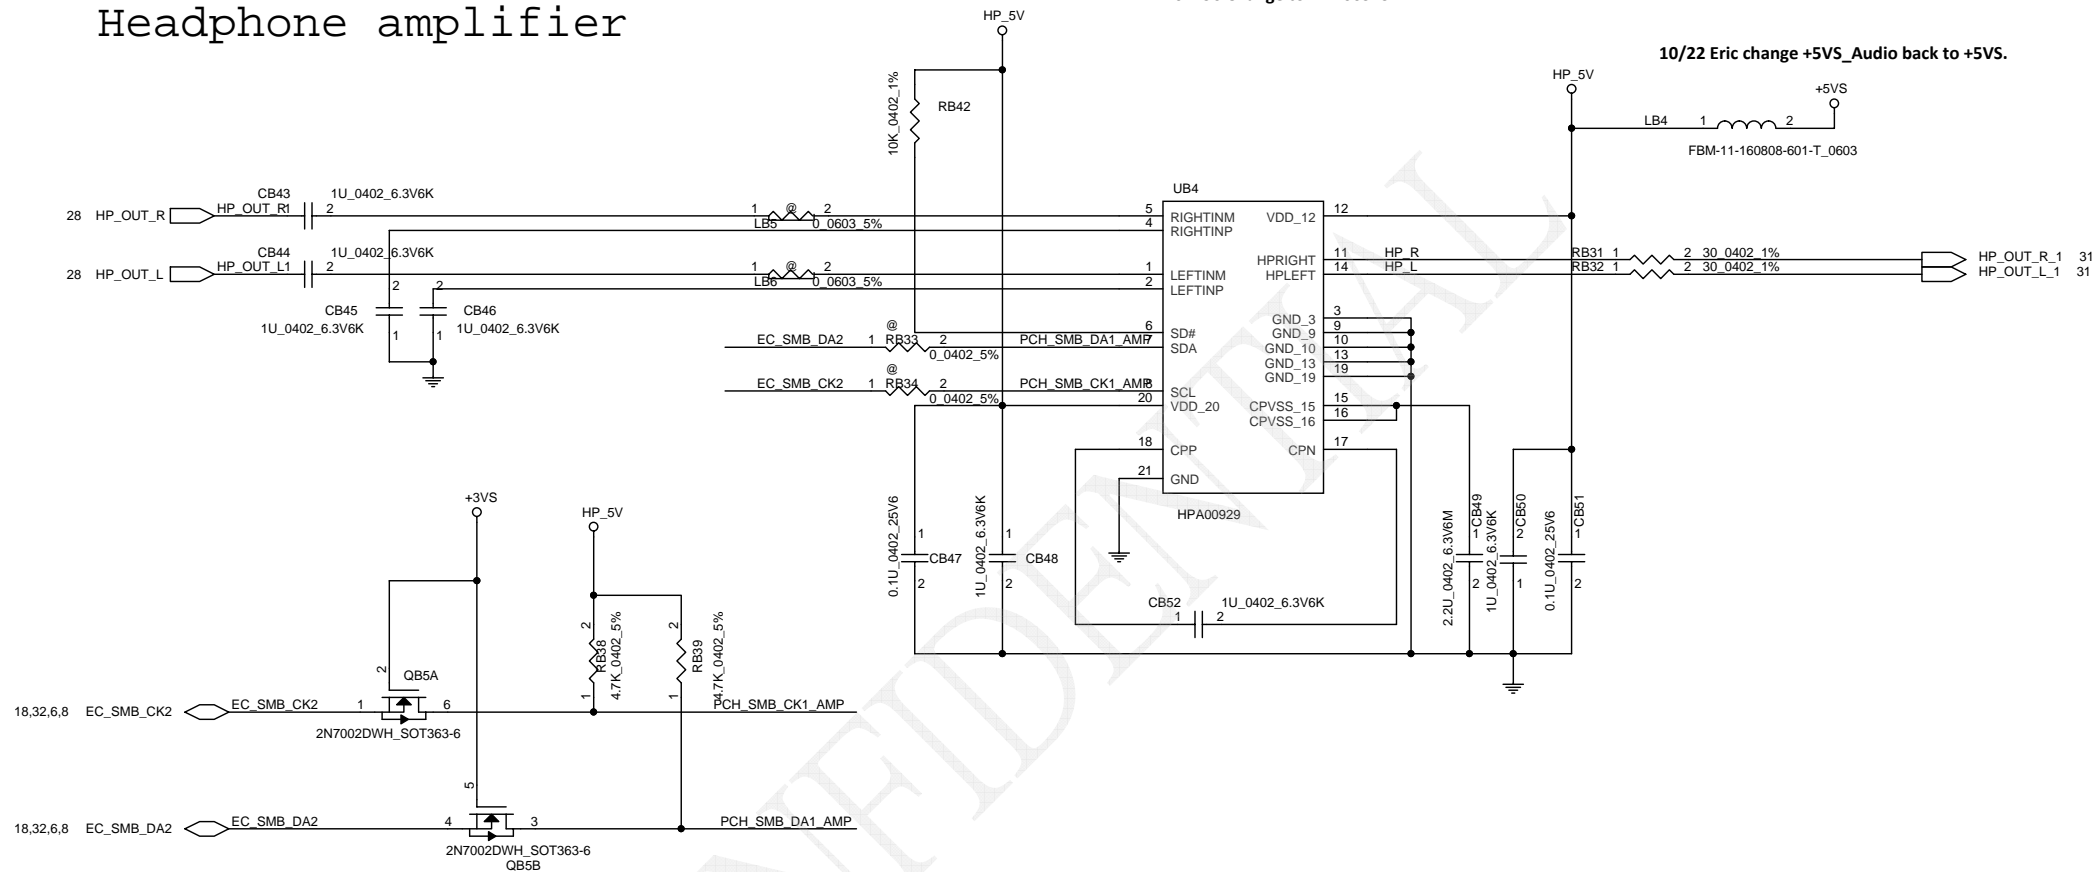 Headphone amplifier
HP_5V
10/22 Eric change +5VS_Audio back to +5VS.
HP_5V
+5VS
LB4 1 2
FBM-11-160808-601-T_0603
10K_0402_1%
RB42
UB4
CB43 1U_0402_6.3V6K
28 HP_OUT_R HP_OUT_R1 2
1 @ 2
LB5 0_0603_5%
5 RIGHTINM
4 RIGHTINP
VDD_12 12
CB44 1U_0402_6.3V6K
28 HP_OUT_L HP_OUT_L1 2
1 @ 2
LB6 0_0603_5%
1 LEFTINM
2 LEFTINP
HPRIGHT 11 HP_R RB31 1 2 30_0402_1% HP_OUT_R_1 31
HPLEFT 14 HP_L RB32 1 2 30_0402_1% HP_OUT_L_1 31
2 2
CB45 CB46
1U_0402_6.3V6K 1U_0402_6.3V6K
1 1
GND_3 3
GND_9 9
GND_10 10
GND_13 13
GND_19 19
6 SD#
7 SDA
@
EC_SMB_DA2 1 RB33 2 PCH_SMB_DA1_AMP
0_0402_5%
@
EC_SMB_CK2 1 RB34 2 PCH_SMB_CK1_AMP
0_0402_5%
8 SCL
20 VDD_20
CPVSS_15 15
CPVSS_16 16
18 CPP
CPN 17
21 GND
HPA00929
0.1U_0402_25V6
1 CB47 2
1U_0402_6.3V6K
1 CB48 2
2.2U_0402_6.3V6M
1 CB49 2
1U_0402_6.3V6K
2 CB50 1
0.1U_0402_25V6
1 CB51 2
CB52 1U_0402_6.3V6K
1 2
+3VS
HP_5V
2 RB38 1
4.7K_0402_5%
2 RB39 1
4.7K_0402_5%
2 QB5A
18,32,6,8 EC_SMB_CK2 EC_SMB_CK2 1 6 PCH_SMB_CK1_AMP
2N7002DWH_SOT363-6
5
18,32,6,8 EC_SMB_DA2 EC_SMB_DA2 4 3 PCH_SMB_DA1_AMP
2N7002DWH_SOT363-6
QB5B